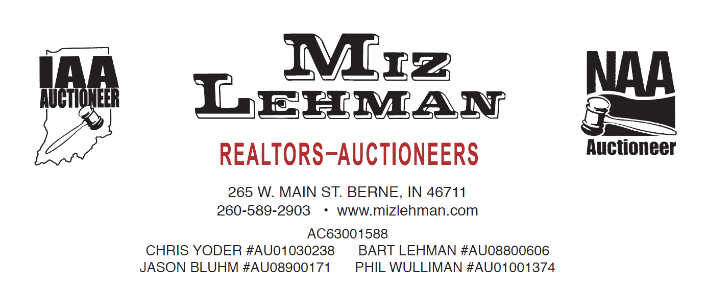 IAA
AUCTIONEER
MIZ
LEHMAN
REALTORS–AUCTIONEERS
NAA
Auctioneer
265 W. MAIN ST. BERNE, IN 46711
260-589-2903 • www.mizlehman.com
AC63001588
CHRIS YODER #AU01030238 BART LEHMAN #AU08800606
JASON BLUHM #AU08900171 PHIL WULLIMAN #AU01001374